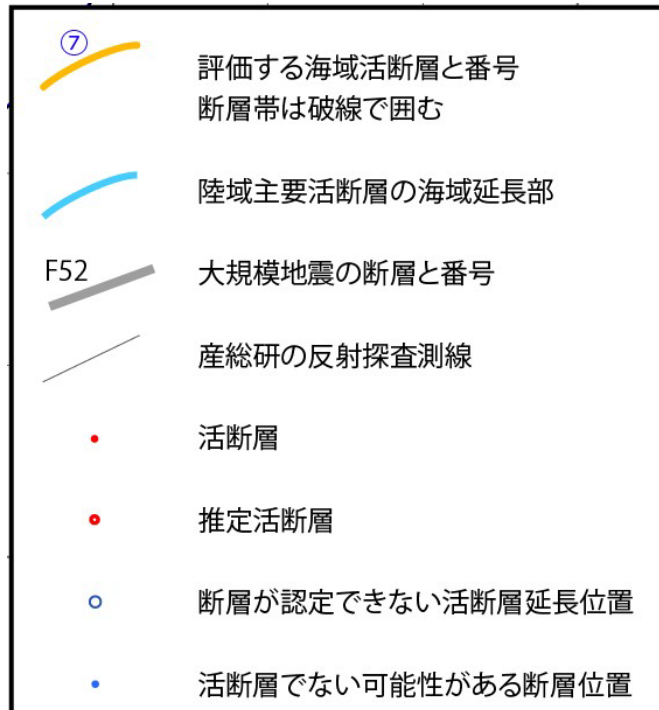 ⑦
評価する海域活断層と番号
断層帯は破線で囲む
陸域主要活断層の海域延長部
F52
大規模地震の断層と番号
産総研の反射探査測線
活断層
推定活断層
断層が認定できない活断層延長位置
活断層でない可能性がある断層位置